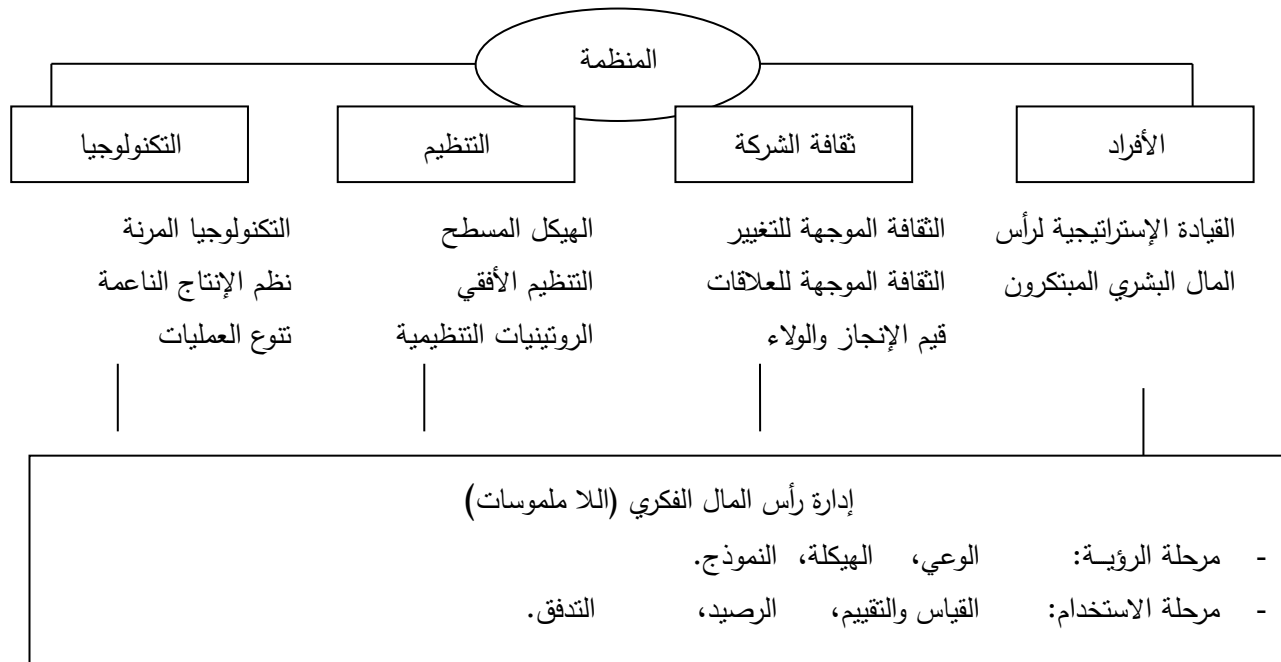 المنظمة
الأفراد
ثقافة الشركة
التنظيم
التكنولوجيا
القيادة الإستراتيجية لرأس
المال البشري المبتكرون
الثقافة الموجهة للتغيير
الثقافة الموجهة للعلاقات
قيم الإنجاز والولاء
الهيكل المسطح
التنظيم الأفقي
الروتينيات التنظيمية
التكنولوجيا المرنة
نظم الإنتاج الناعمة
تنوع العمليات
إدارة رأس المال الفكري (اللا ملموسات)
- مرحلة الرؤيــة: الوعي، الهيكلة، النموذج.
- مرحلة الاستخدام: القياس والتقييم، الرصيد، التدفق.